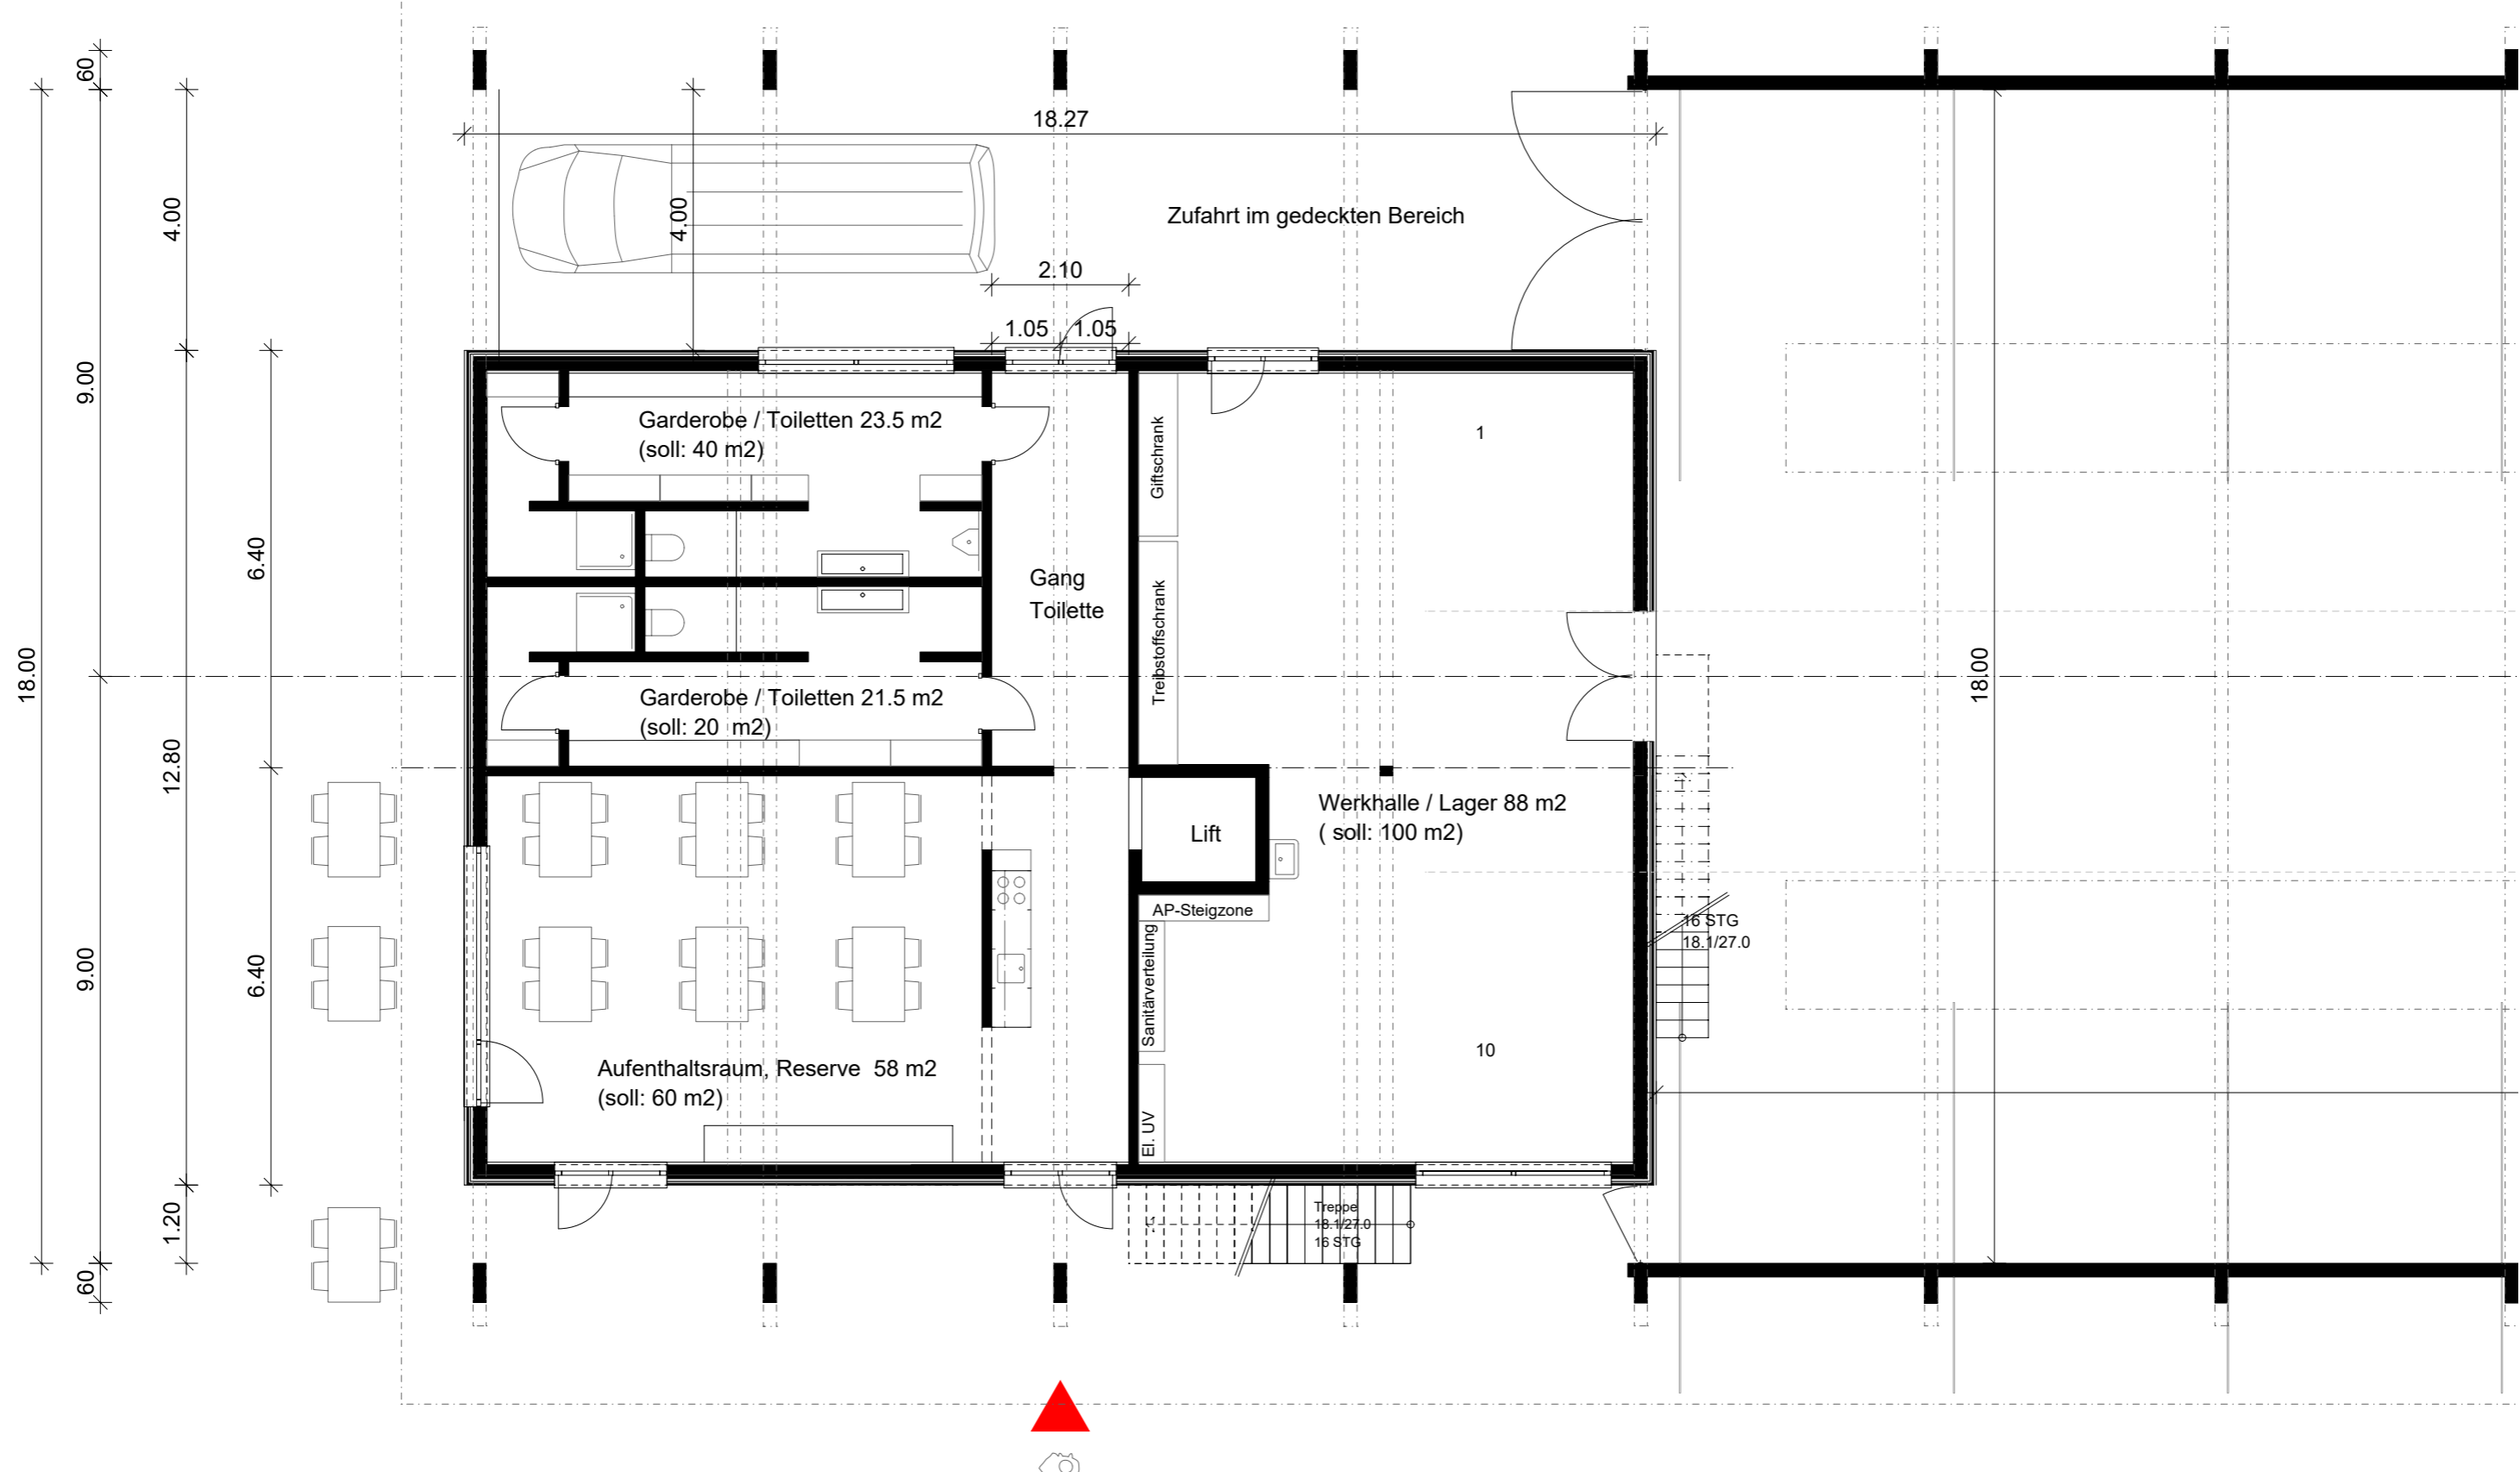 60
18.27
4.00
4.00
Zufahrt im gedeckten Bereich
2.10
1.05
1.05
9.00
Garderobe / Toiletten 23.5 m2
(soll: 40 m2)
Giftschrank
1
6.40
Gang
Toilette
Treibstoffschrank
18.00
18.00
Garderobe / Toiletten 21.5 m2
(soll: 20 m2)
12.80
Werkhalle / Lager 88 m2
( soll: 100 m2)
Lift
AP-Steigzone
16 STG
18.1/27.0
9.00
6.40
Sanitärverteilung
10
Aufenthaltsraum, Reserve 58 m2
(soll: 60 m2)
El. UV
1.20
Treppe
18.1/27.0
16 STG
60